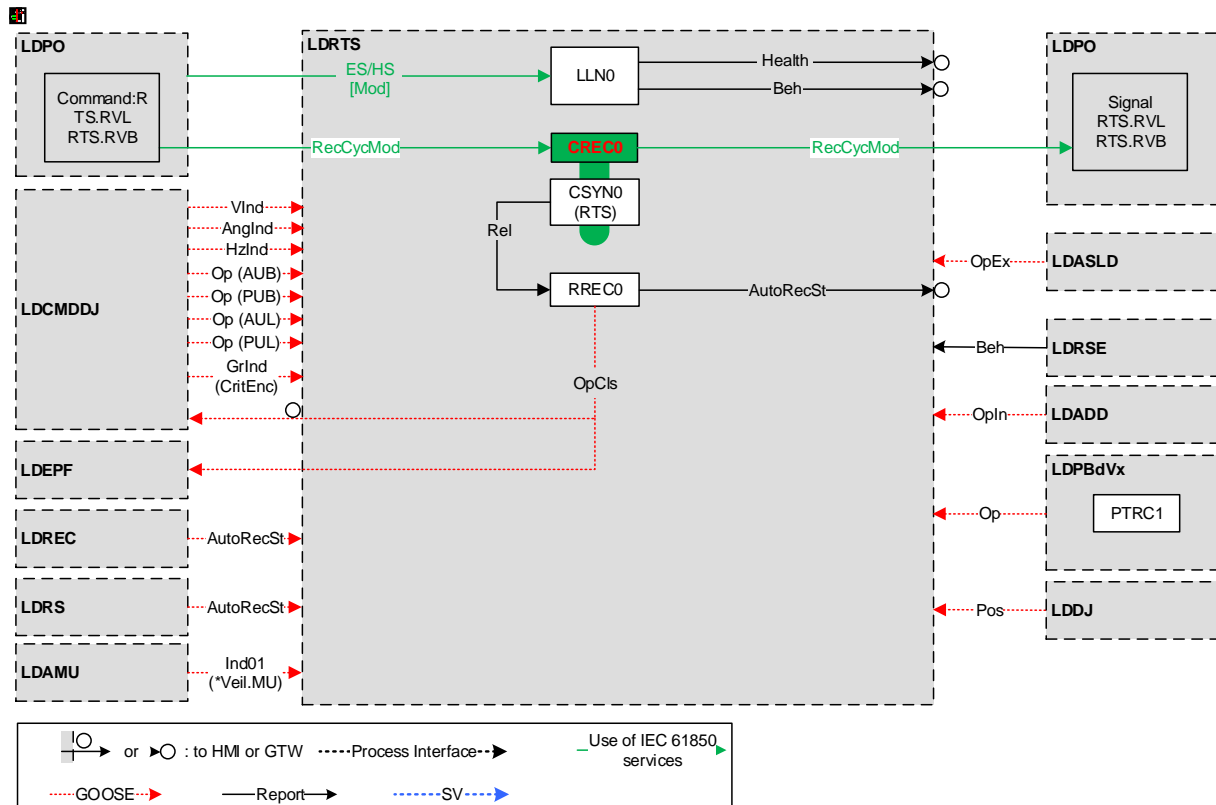 LDPO
Command:R
TS.RVL
RTS.RVB
ES/HS
[Mod]
RecCycMod
LDRTS
LLN0
Health
Beh
CREC0
RecCycMod
CSYN0
(RTS)
Rel
RREC0
AutoRecSt
OpCls
LDPO
Signal
RTS.RVL
RTS.RVB
LDCMDDJ
VInd
AngInd
HzInd
Op (AUB)
Op (PUB)
Op (AUL)
Op (PUL)
GrInd
(CritEnc)
LDEPF
LDREC
AutoRecSt
LDRS
AutoRecSt
LDAMU
Ind01
(*Veil.MU)
OpEx
LDASLD
Beh
LDRSE
OpIn
LDADD
LDPBdVx
Op
PTRC1
Pos
LDDJ
or : to HMI or GTW
Process Interface
Use of IEC 61850
services
GOOSE
Report
SV